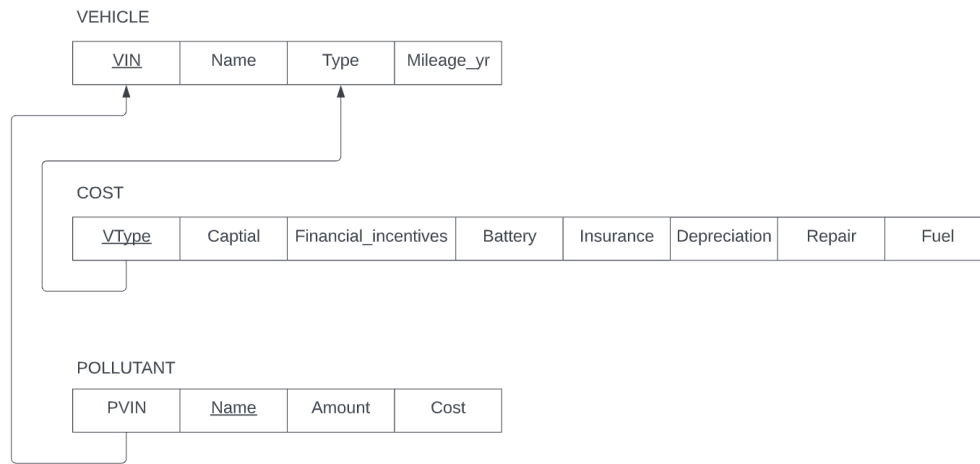 VEHICLE
VIN Name Type Mileage_yr
COST
VType Captial Financial_incentives Battery Insurance Depreciation Repair Fuel
POLLUTANT
PVIN Name Amount Cost